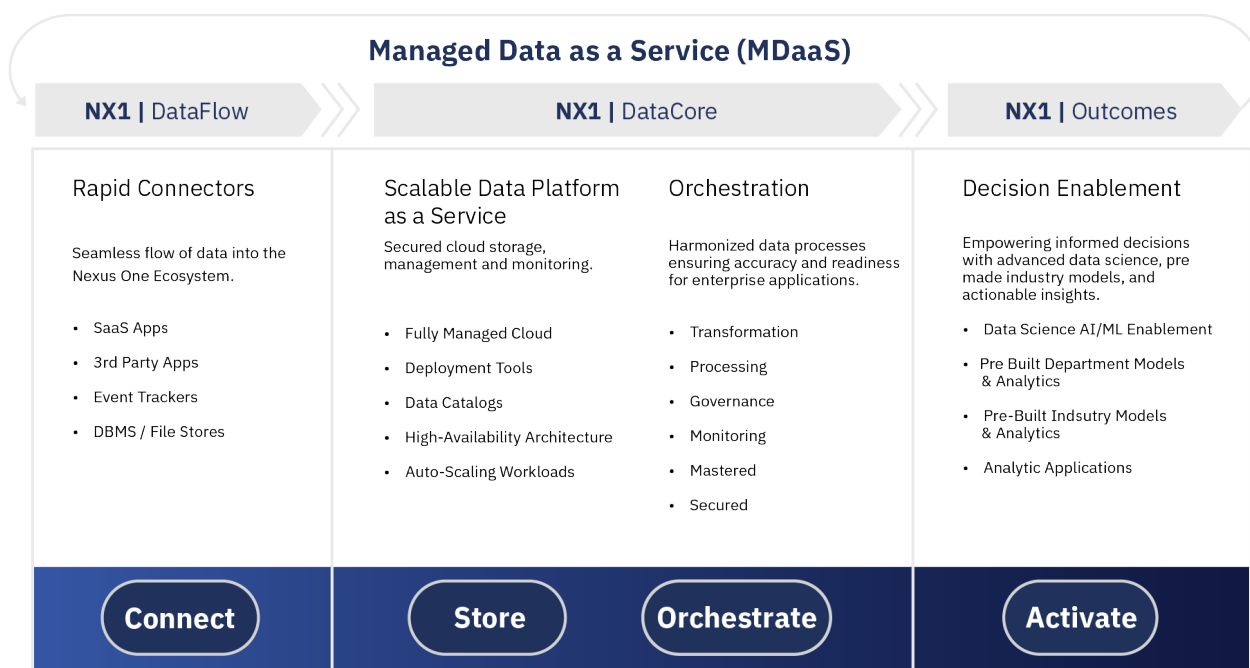 Managed Data as a Service (MDaaS)
NX1 | DataFlow
NX1 | DataCore
NX1 | Outcomes
Rapid Connectors
Seamless flow of data into the
Nexus One Ecosystem.
• SaaS Apps
• 3rd Party Apps
• Event Trackers
• DBMS / File Stores
Scalable Data Platform
as a Service
Secured cloud storage,
management and monitoring.
• Fully Managed Cloud
• Deployment Tools
• Data Catalogs
• High-Availability Architecture
• Auto-Scaling Workloads
Orchestration
Harmonized data processes
ensuring accuracy and readiness
for enterprise applications.
• Transformation
• Processing
• Governance
• Monitoring
• Mastered
• Secured
Decision Enablement
Empowering informed decisions
with advanced data science, pre
made industry models, and
actionable insights.
• Data Science AI/ML Enablement
• Pre Built Department Models
& Analytics
• Pre-Built Indsutry Models
& Analytics
• Analytic Applications
Connect
Store
Orchestrate
Activate